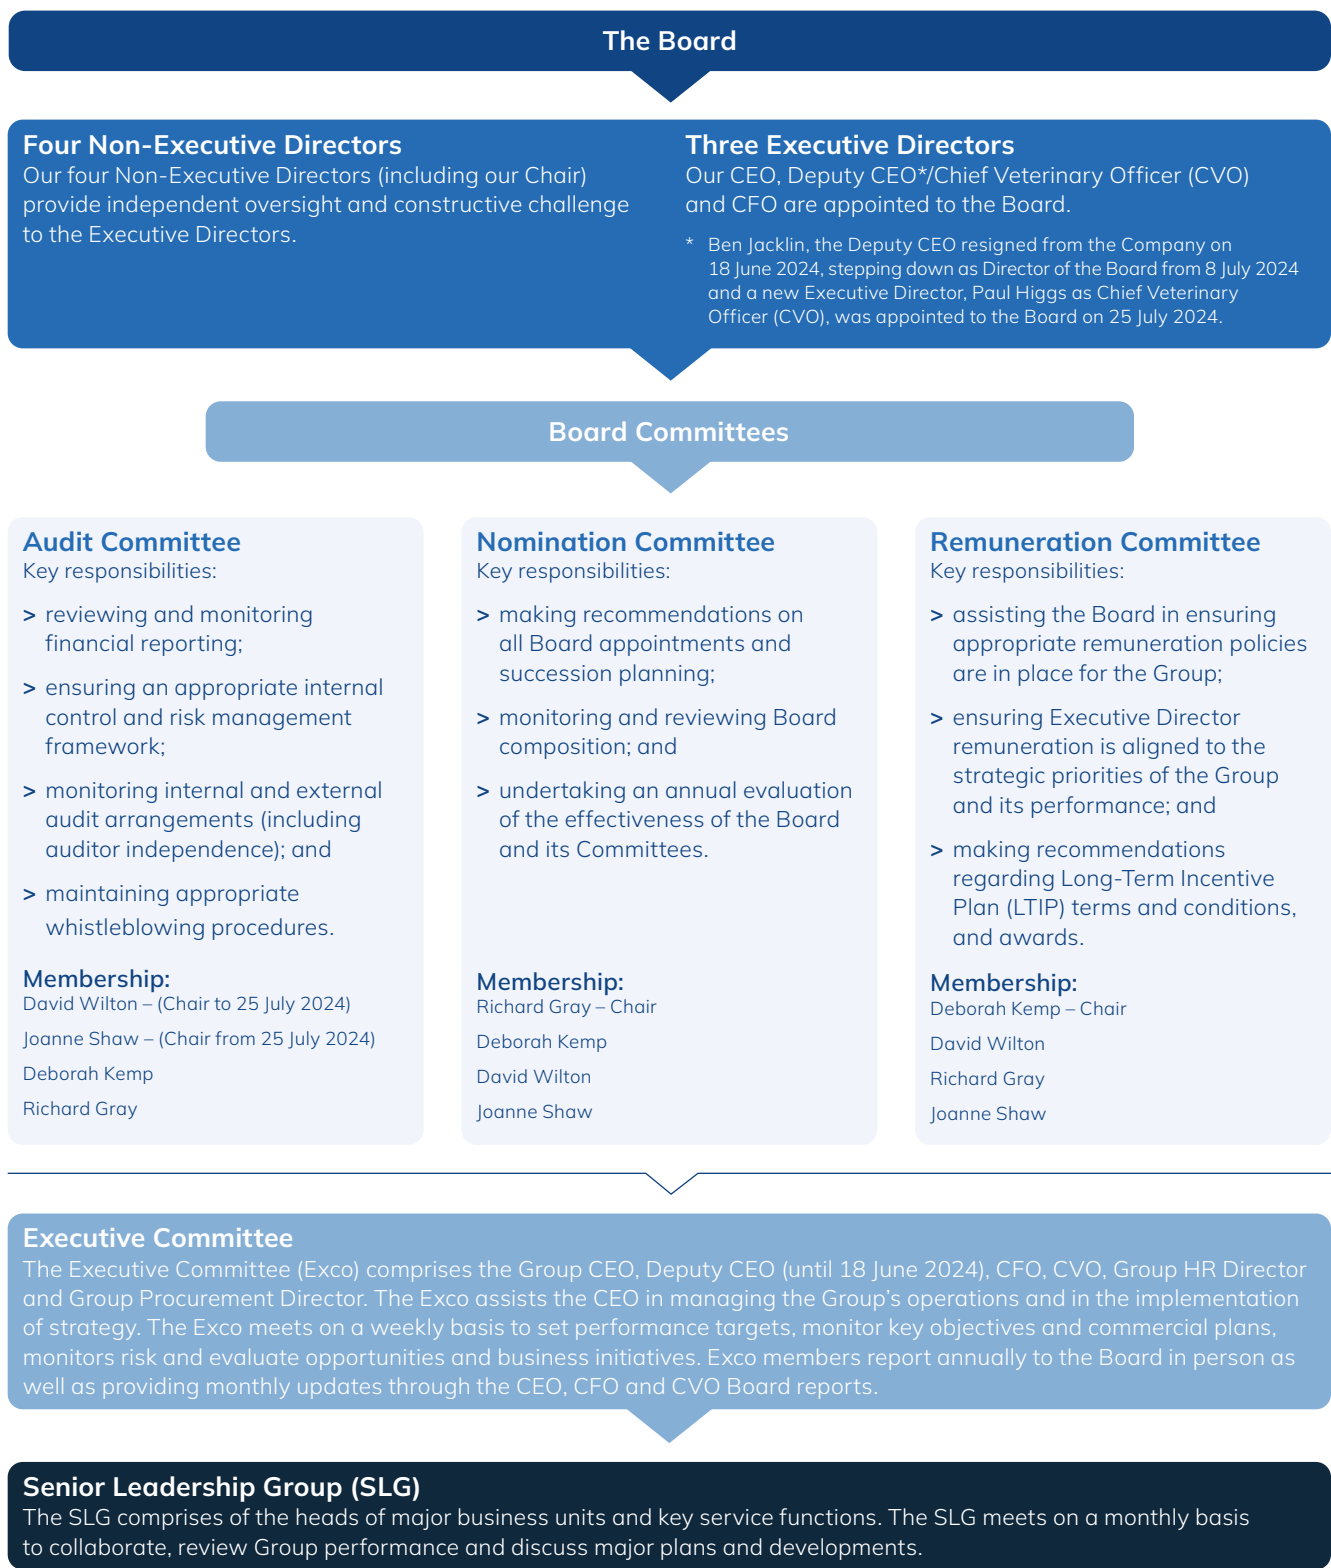 The Board
Four Non-Executive Directors
Our four Non-Executive Directors (including our Chair)
provide independent oversight and constructive challenge
to the Executive Directors.
Three Executive Directors
Our CEO, Deputy CEO*/Chief Veterinary Officer (CVO)
and CFO are appointed to the Board.
* Ben Jacklin, the Deputy CEO resigned from the Company on
18 June 2024, stepping down as Director of the Board from 8 July 2024
and a new Executive Director, Paul Higgs as Chief Veterinary
Officer (CVO), was appointed to the Board on 25 July 2024.
Board Committees
Audit Committee
Key responsibilities:
> reviewing and monitoring
financial reporting;
> ensuring an appropriate internal
control and risk management
framework;
> monitoring internal and external
audit arrangements (including
auditor independence); and
> maintaining appropriate
whistleblowing procedures.
Membership:
David Wilton – (Chair to 25 July 2024)
Joanne Shaw – (Chair from 25 July 2024)
Deborah Kemp
Richard Gray
Nomination Committee
Key responsibilities:
> making recommendations on
all Board appointments and
succession planning;
> monitoring and reviewing Board
composition; and
> undertaking an annual evaluation
of the effectiveness of the Board
and its Committees.
Membership:
Richard Gray – Chair
Deborah Kemp
David Wilton
Joanne Shaw
Remuneration Committee
Key responsibilities:
> assisting the Board in ensuring
appropriate remuneration policies
are in place for the Group;
> ensuring Executive Director
remuneration is aligned to the
strategic priorities of the Group
and its performance; and
> making recommendations
regarding Long-Term Incentive
Plan (LTIP) terms and conditions,
and awards.
Membership:
Deborah Kemp – Chair
David Wilton
Richard Gray
Joanne Shaw
Executive Committee
The Executive Committee (Exco) comprises the Group CEO, Deputy CEO (until 18 June 2024), CFO, CVO, Group HR Director
and Group Procurement Director. The Exco assists the CEO in managing the Group's operations and in the implementation
of strategy. The Exco meets on a weekly basis to set performance targets, monitor key objectives and commercial plans,
monitors risk and evaluate opportunities and business initiatives. Exco members report annually to the Board in person as
well as providing monthly updates through the CEO, CFO and CVO Board reports.
Senior Leadership Group (SLG)
The SLG comprises of the heads of major business units and key service functions. The SLG meets on a monthly basis
to collaborate, review Group performance and discuss major plans and developments.